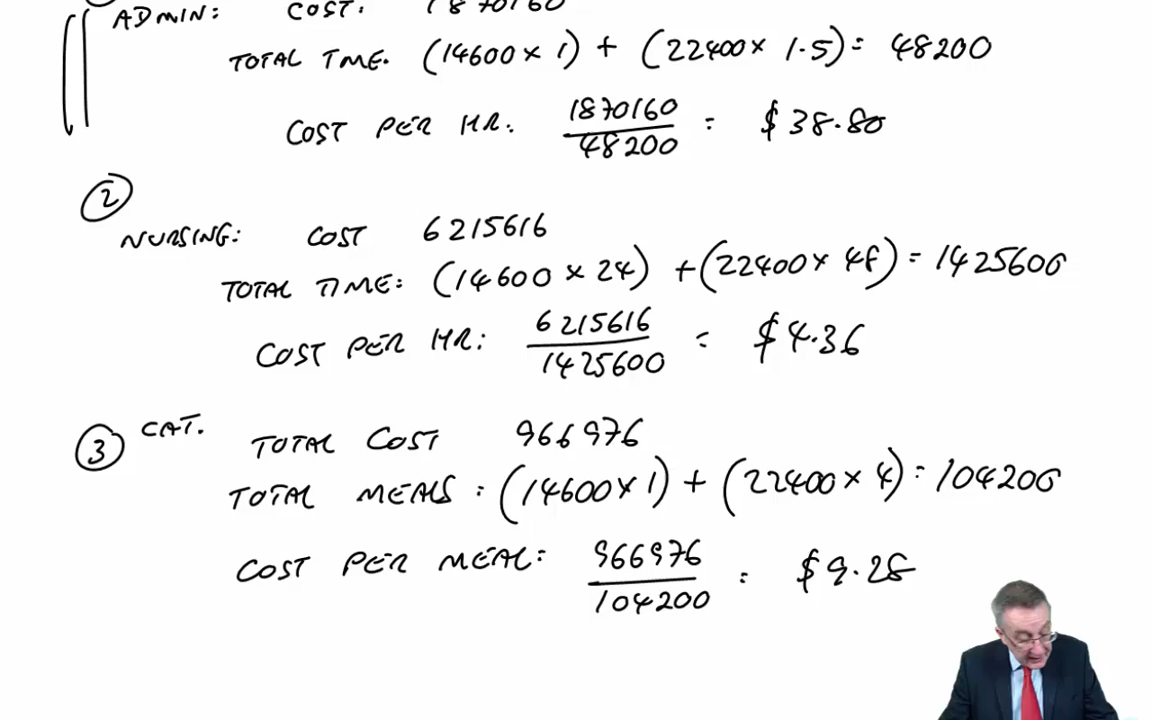 ADMIN: COST: 1870160
TOTAL TME. (14600 x 1) + (22400 x 1.5) = 48200
COST PER HR: 1870160 / 48200 = $38.80
2
NURSING: COST 6215616
TOTAL TIME: (14600 x 24) + (22400 x 48) = 1425600
COST PER HR: 6215616 / 1425600 = $4.36
3 CAT. TOTAL COST 966976
TOTAL MEALS: (14600 x 1) + (22400 x 4) = 104200
COST PER MEAL: 966976 / 104200 = $9.28